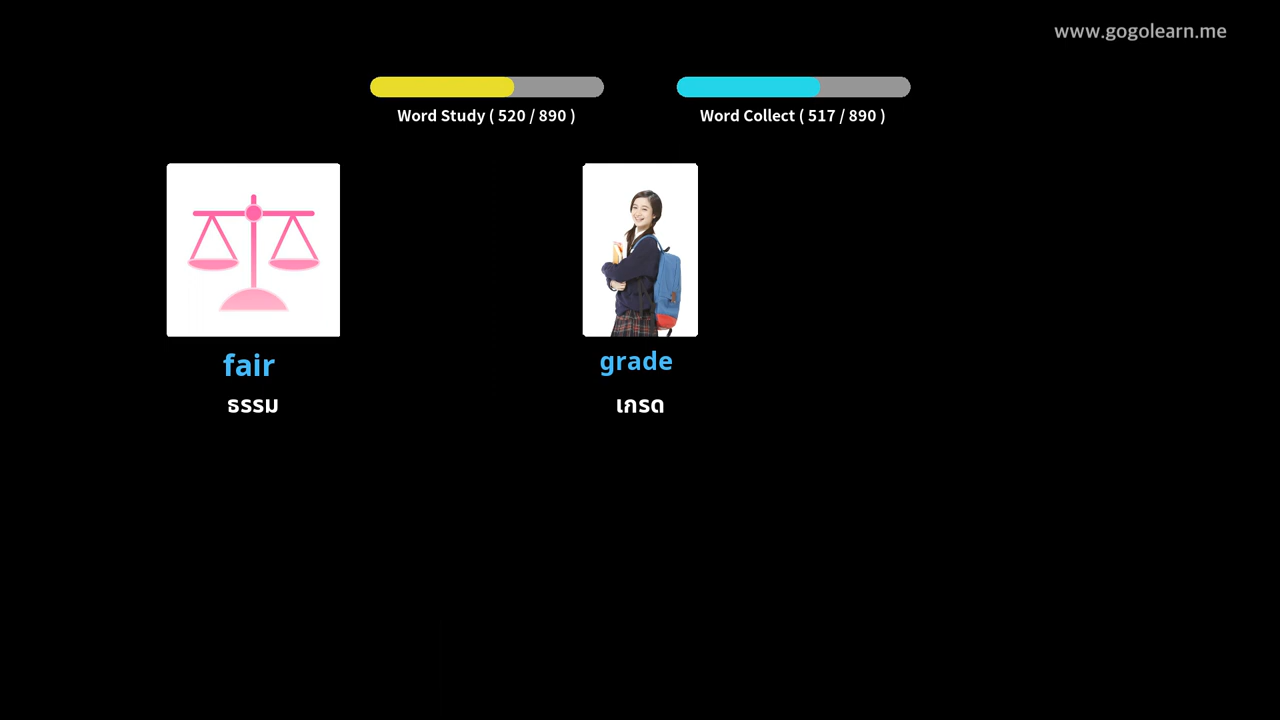 www.gogolearn.me
Word Study ( 520 / 890 )
Word Collect ( 517 / 890 )
fair
grade
ธรรม
เกรด